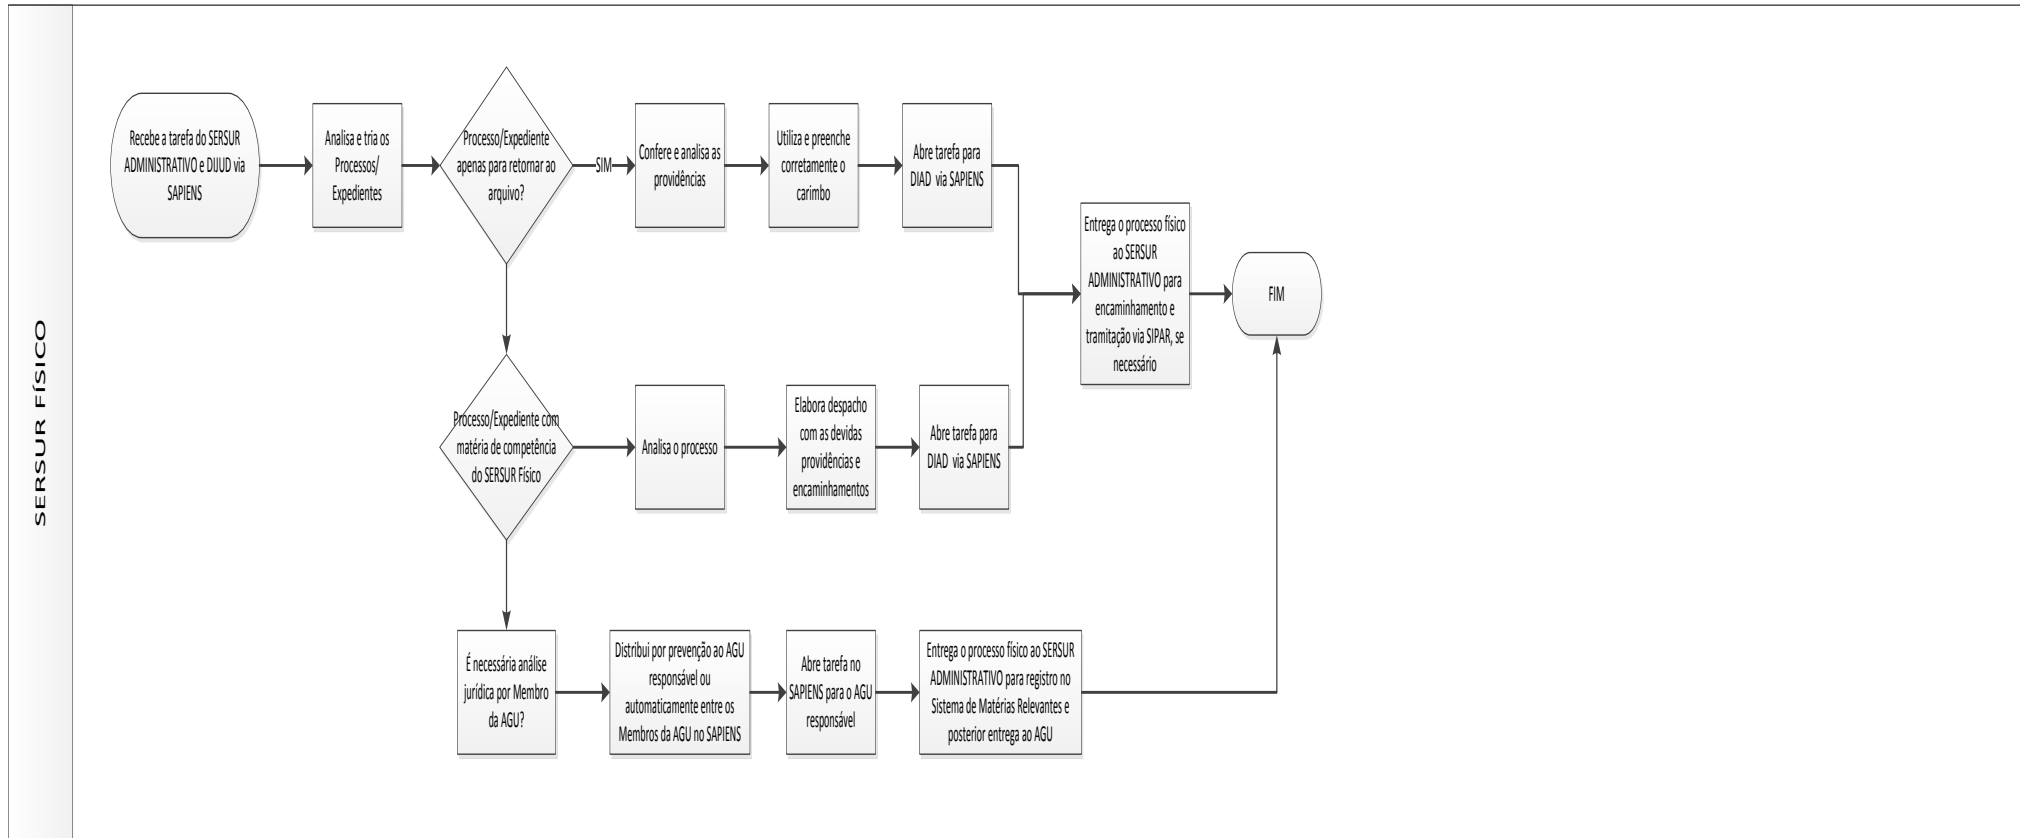 SERSUR FÍSICO
Recebe a tarefa do SERSUR
ADMINISTRATIVO e DIJUD via
SAPIENS
Analisa e tria os
Processos/
Expedientes
Processo/Expediente
apenas para retornar ao
arquivo?
SIM
Confere e analisa as
providências
Utiliza e preenche
corretamente o
carimbo
Abre tarefa para
DIAD via SAPIENS
Entrega o processo físico
ao SERSUR
ADMINISTRATIVO para
encaminhamento e
tramitação via SIPAR, se
necessário
FIM
Processo/Expediente com
matéria de competência
do SERSUR Físico
Analisa o processo
Elabora despacho
com as devidas
providências e
encaminhamentos
Abre tarefa para
DIAD via SAPIENS
É necessária análise
jurídica por Membro
da AGU?
Distribui por prevenção ao AGU
responsável ou
automaticamente entre os
Membros da AGU no SAPIENS
Abre tarefa no
SAPIENS para o AGU
responsável
Entrega o processo físico ao SERSUR
ADMINISTRATIVO para registro no
Sistema de Matérias Relevantes e
posterior entrega ao AGU